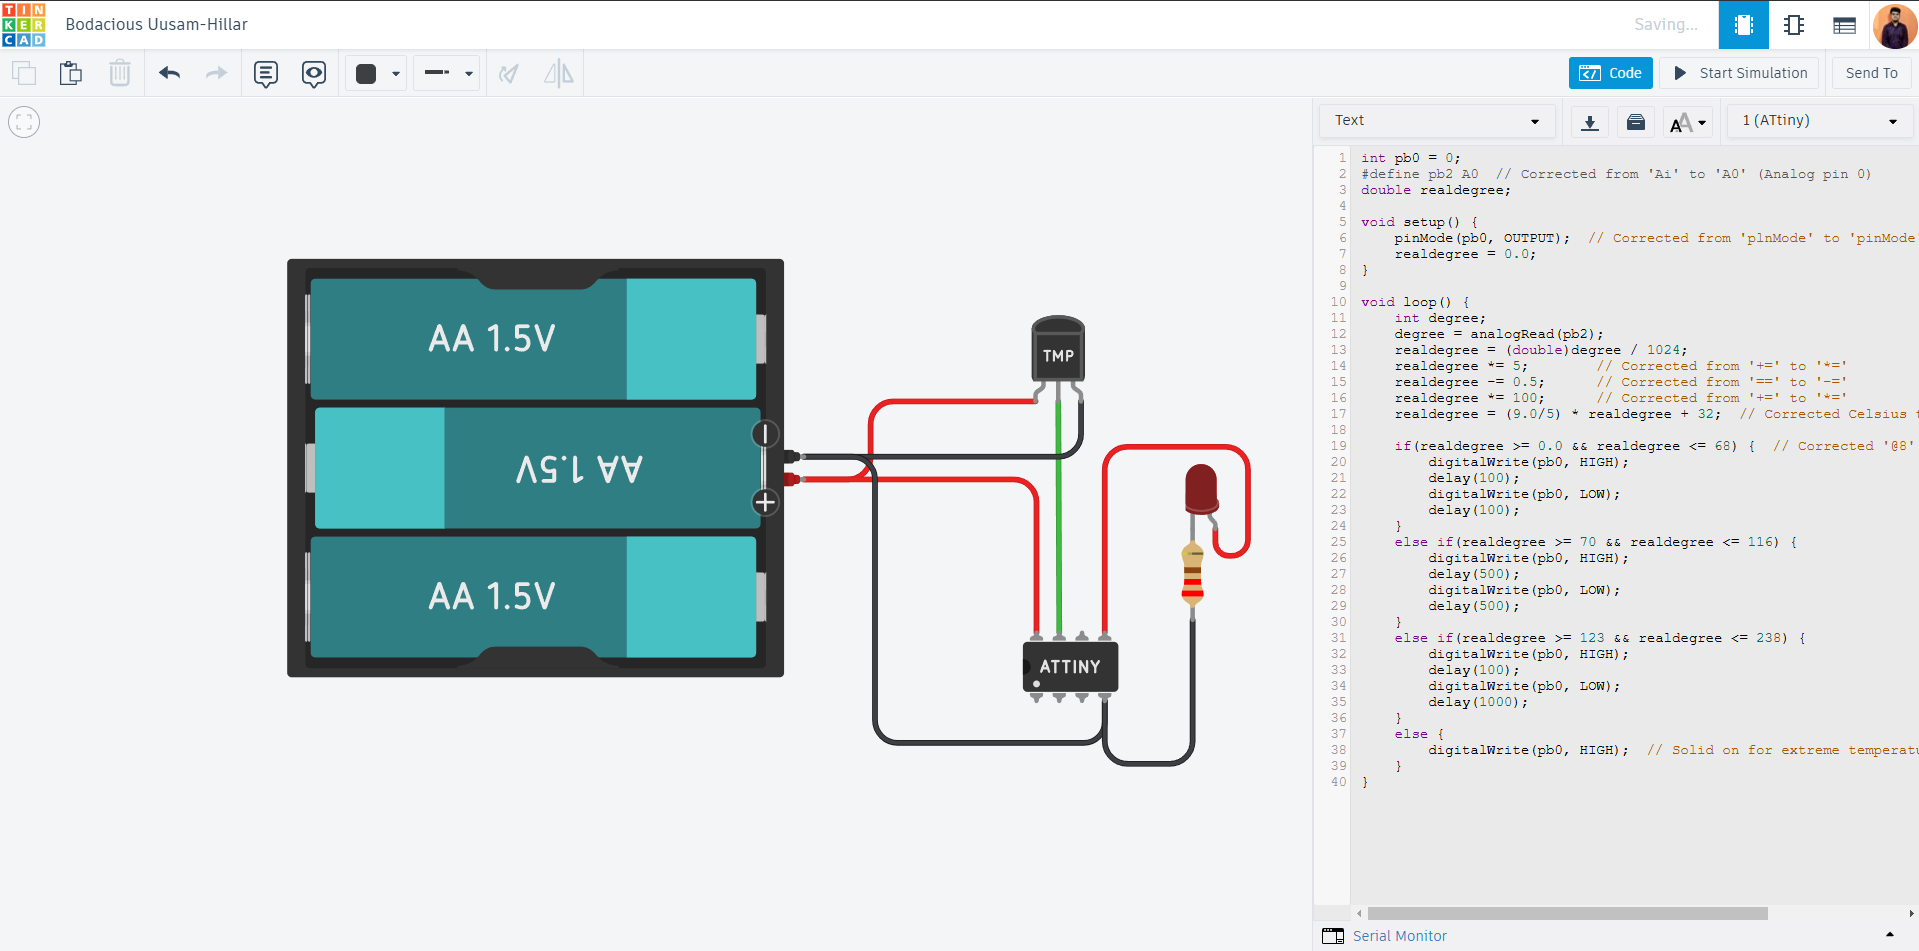 TIN
KER
CAD
Bodacious Uusam-Hillar
Saving...
Code
Start Simulation
Send To
Text
1 (ATtiny)
AA 1.5V
AA 1.5V
AA 1.5V
TMP
ATTINY
1 int pb0 = 0;
2 #define pb2 A0  // Corrected from 'Ai' to 'A0' (Analog pin 0)
3 double realdegree;
4
5 void setup() {
6     pinMode(pb0, OUTPUT);  // Corrected from 'plnMode' to 'pinMode'
7     realdegree = 0.0;
8 }
9
10 void loop() {
11     int degree;
12     degree = analogRead(pb2);
13     realdegree = (double)degree / 1024;
14     realdegree *= 5;        // Corrected from '+=' to '*='
15     realdegree -= 0.5;      // Corrected from '==' to '-='
16     realdegree *= 100;      // Corrected from '+=' to '*='
17     realdegree = (9.0/5) * realdegree + 32;  // Corrected Celsius
18
19     if(realdegree >= 0.0 && realdegree <= 68) {  // Corrected '@8'
20         digitalWrite(pb0, HIGH);
21         delay(100);
22         digitalWrite(pb0, LOW);
23         delay(100);
24     }
25     else if(realdegree >= 70 && realdegree <= 116) {
26         digitalWrite(pb0, HIGH);
27         delay(500);
28         digitalWrite(pb0, LOW);
29         delay(500);
30     }
31     else if(realdegree >= 123 && realdegree <= 238) {
32         digitalWrite(pb0, HIGH);
33         delay(100);
34         digitalWrite(pb0, LOW);
35         delay(1000);
36     }
37     else {
38         digitalWrite(pb0, HIGH);  // Solid on for extreme
39     }
40 }
Serial Monitor